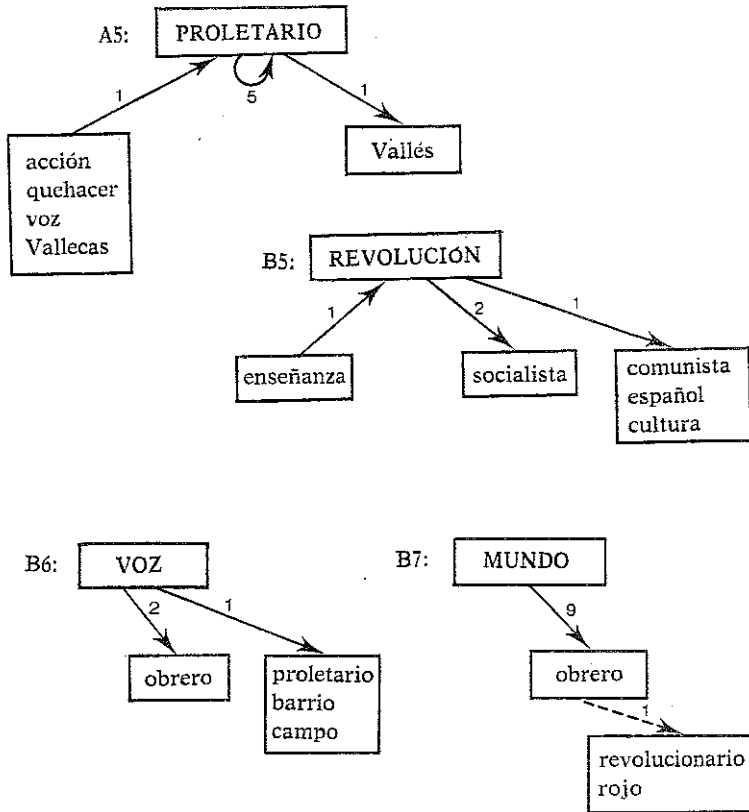 A5: PROLETARIO
1
5
1
acción
quehacer
voz
Vallecas
Vallés
B5: REVOLUCIÓN
1
2
1
enseñanza
socialista
comunista
español
cultura
B6: VOZ
2
1
obrero
proletario
barrio
campo
B7: MUNDO
9
obrero
1
revolucionario
rojo